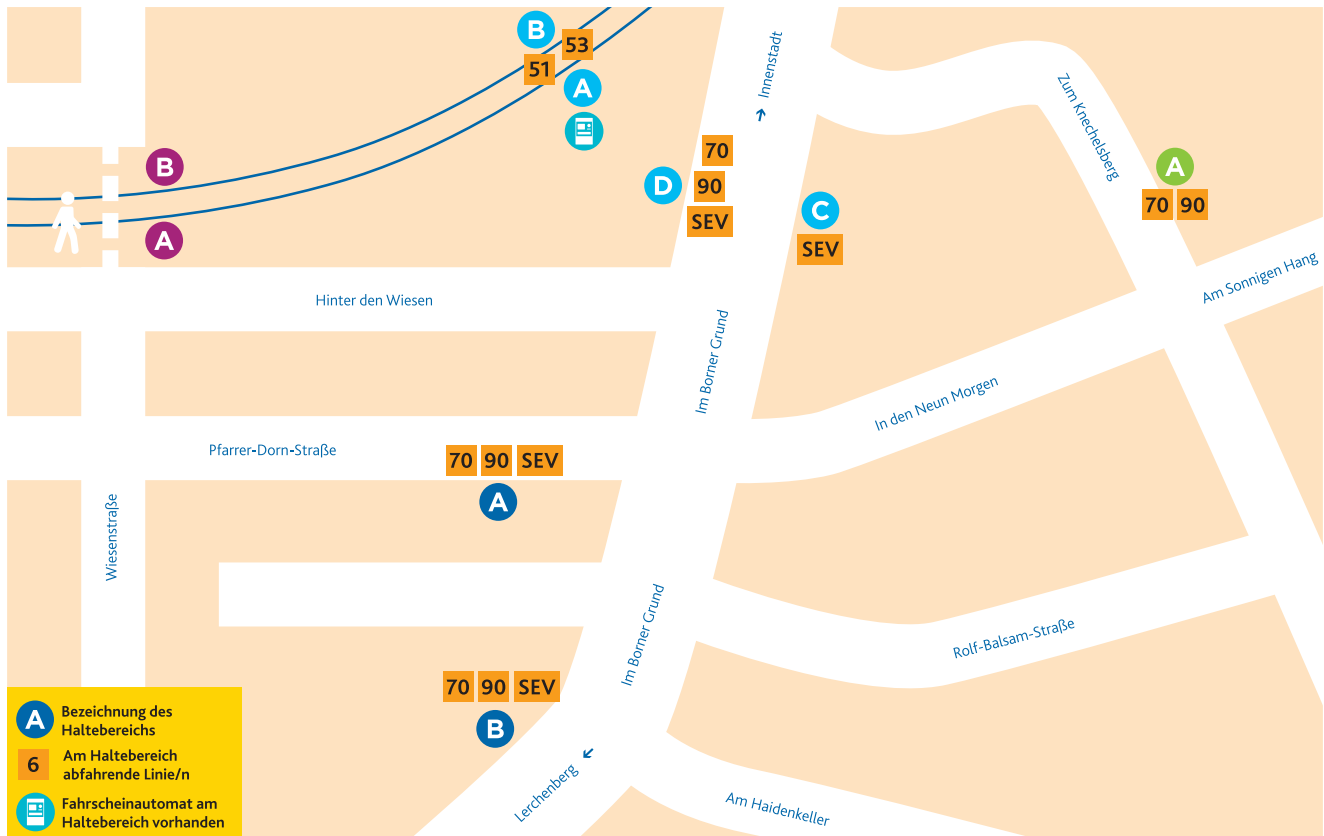 B
53
51
A
Innenstadt
Zum Knechelsberg
70
B
A
D
90
70 90
SEV
C
A
SEV
Am Sonnigen Hang
Hinter den Wiesen
Im Borner Grund
In den Neun Morgen
Pfarrer-Dorn-Straße
70 90 SEV
A
Wiesenstraße
Im Borner Grund
Rolf-Balsam-Straße
70 90 SEV
B
Lerchenberg
Am Haidenkeller
A
Bezeichnung des
Haltebereichs
6
Am Haltebereich
abfahrende Linie/n
Fahrscheinautomat am
Haltebereich vorhanden